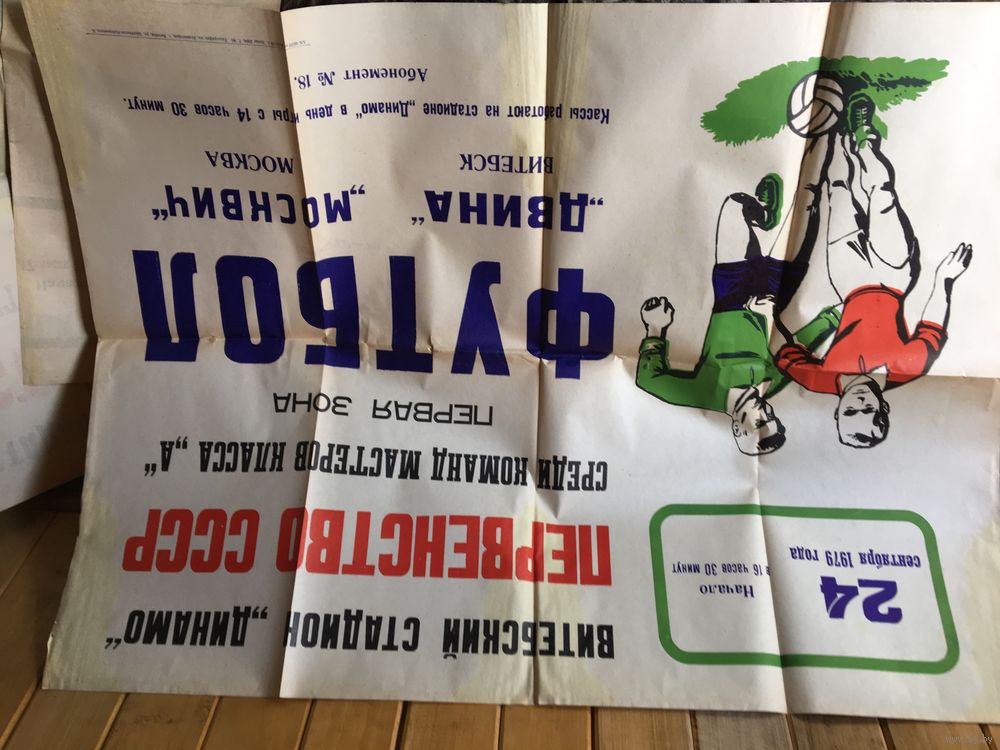 ВИТЕБСКИЙ СТАДИОН „ДИНАМО“
ПЕРВЕНСТВО СССР
СРЕДИ КОМАНД МАСТЕРОВ КЛАССА „А“
ПЕРВАЯ ЗОНА
ФУТБОЛ
„ДВИНА“ „МОСКВИЧ“
ВИТЕБСК МОСКВА
Кассы работают на стадионе „Динамо“ в день игры с 14 часов 30 минут.
Абонемент № 18.
24
сентября 1979 года
Начало
в 16 часов 30 минут